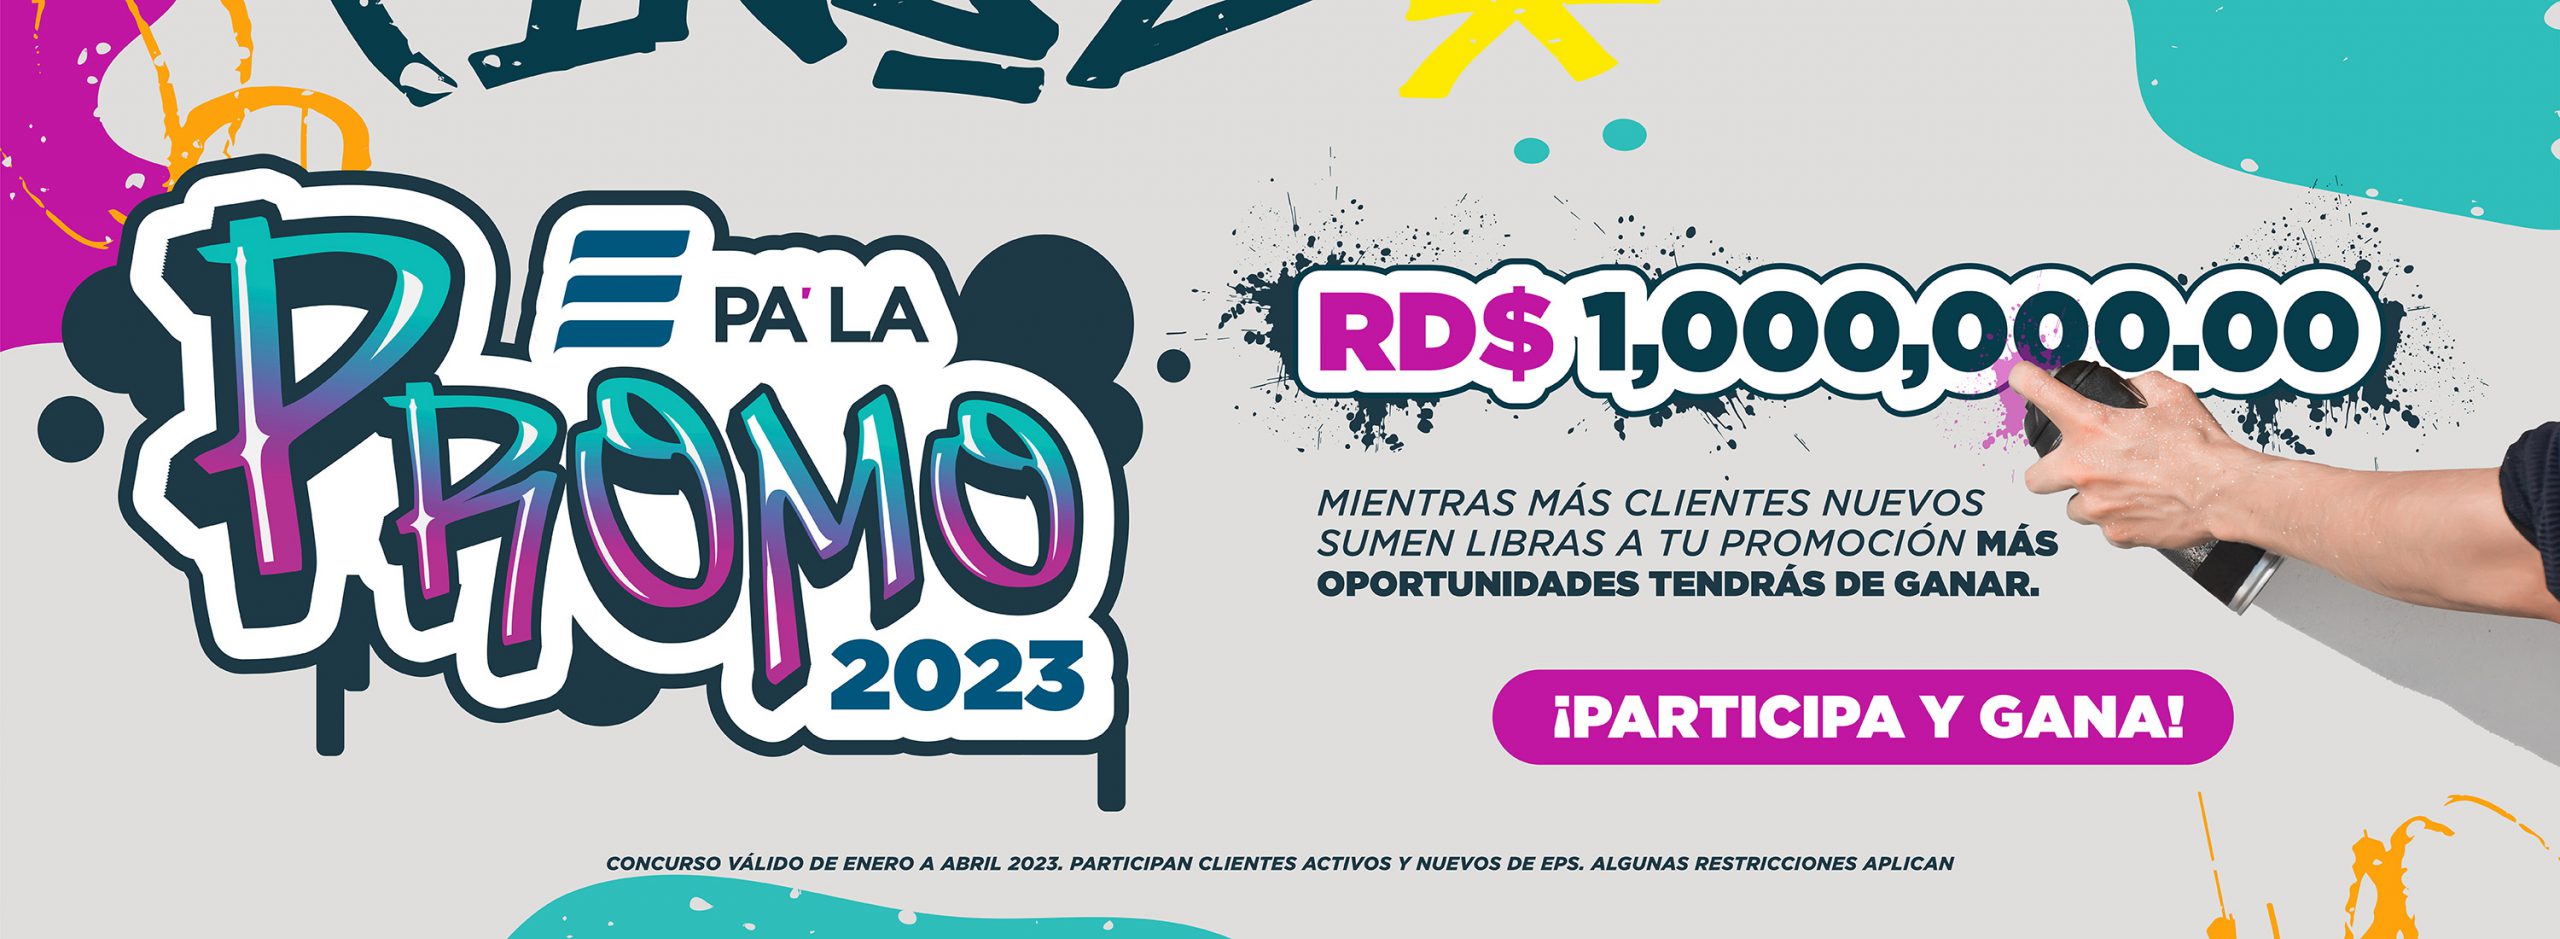 PA' LA
PROMO
2023
RD$ 1,000,000.00
MIENTRAS MÁS CLIENTES NUEVOS
SUMEN LIBRAS A TU PROMOCIÓN MÁS
OPORTUNIDADES TENDRÁS DE GANAR.
¡PARTICIPA Y GANA!
CONCURSO VÁLIDO DE ENERO A ABRIL 2023. PARTICIPAN CLIENTES ACTIVOS Y NUEVOS DE EPS. ALGUNAS RESTRICCIONES APLICAN